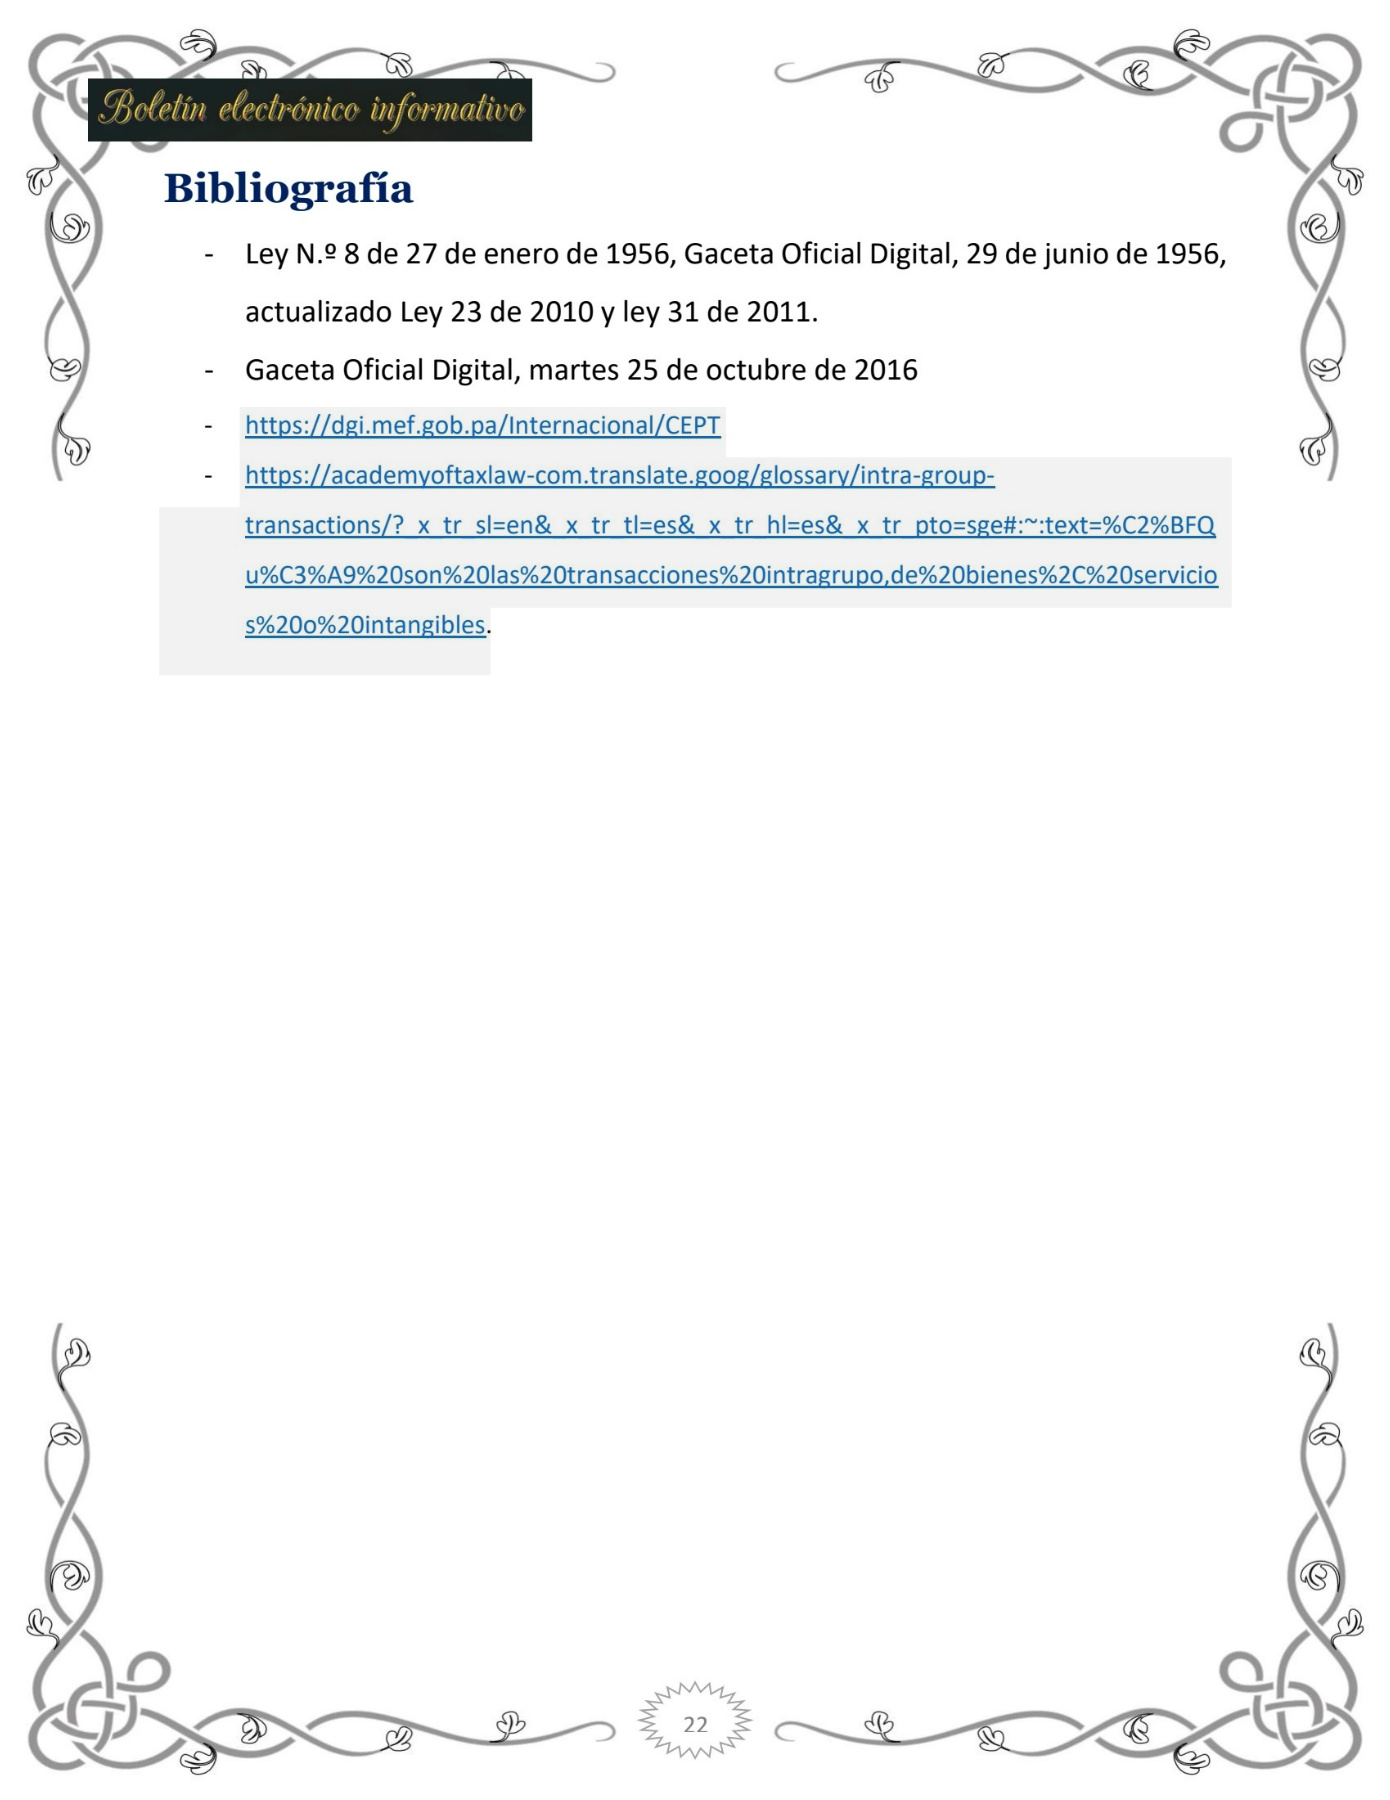 Boletín electrónico informativo
Bibliografía
- Ley N.º 8 de 27 de enero de 1956, Gaceta Oficial Digital, 29 de junio de 1956,
actualizado Ley 23 de 2010 y ley 31 de 2011.
- Gaceta Oficial Digital, martes 25 de octubre de 2016
- https://dgi.mef.gob.pa/Internacional/CEPT
- https://academyoftaxlaw-com.translate.goog/glossary/intra-group-
transactions/?_x_tr_sl=en&_x_tr_tl=es&_x_tr_hl=es&_x_tr_pto=sge#:~:text=%C2%BFQ
u%C3%A9%20son%20las%20transacciones%20intragrupo,de%20bienes%2C%20servicio
s%20o%20intangibles.
22